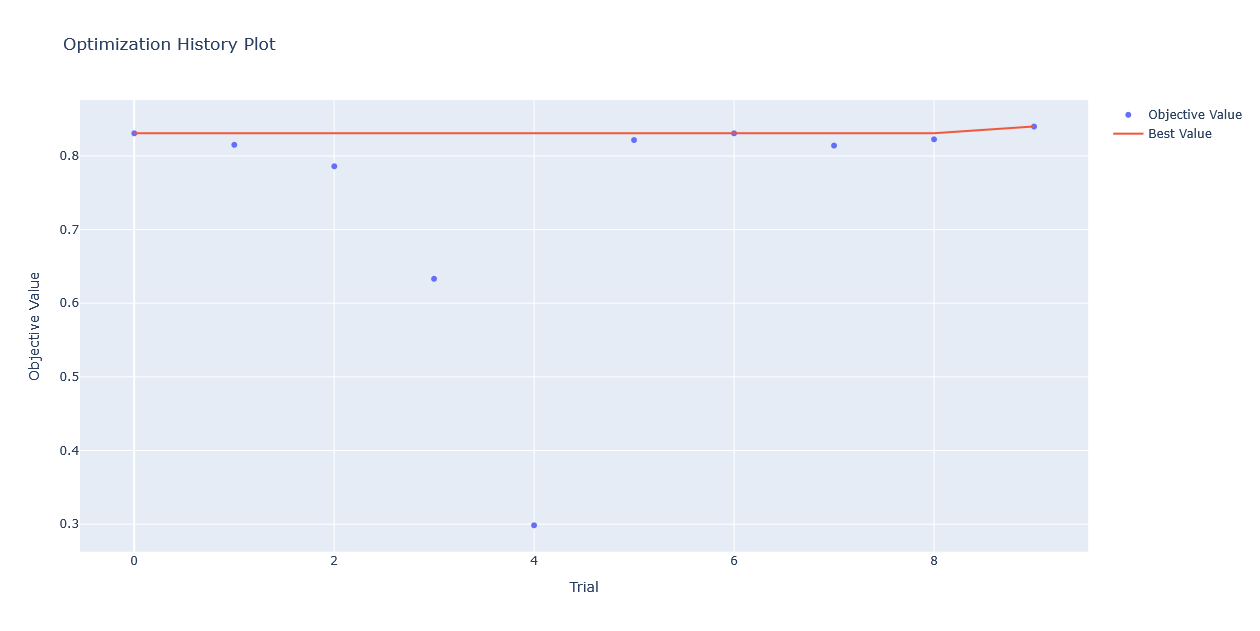 Optimization History Plot
Objective Value
Best Value
0.8
0.7
0.6
0.5
0.4
0.3
Objective Value
0 2 4 6 8
Trial